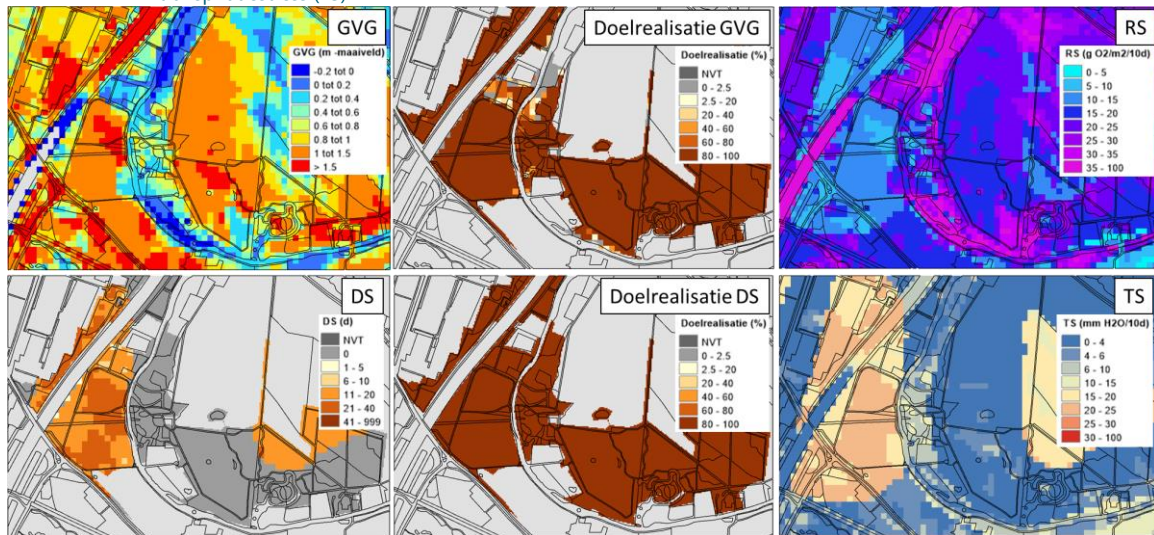 GVG
GVG (m -maaiveld)
-0.2 tot 0
0 tot 0.2
0.2 tot 0.4
0.4 tot 0.6
0.6 tot 0.8
0.8 tot 1
1 tot 1.5
> 1.5
Doelrealisatie GVG
Doelrealisatie (%)
NVT
0 - 2.5
2.5 - 20
20 - 40
40 - 60
60 - 80
80 - 100
RS
RS (g O2/m2/10d)
0 - 5
5 - 10
10 - 15
15 - 20
20 - 25
25 - 30
30 - 35
35 - 100
DS
DS (d)
NVT
0
1 - 5
6 - 10
11 - 20
21 - 40
41 - 999
Doelrealisatie DS
Doelrealisatie (%)
NVT
0 - 2.5
2.5 - 20
20 - 40
40 - 60
60 - 80
80 - 100
TS
TS (mm H2O/10d)
0 - 4
4 - 6
6 - 10
10 - 15
15 - 20
20 - 25
25 - 30
30 - 100